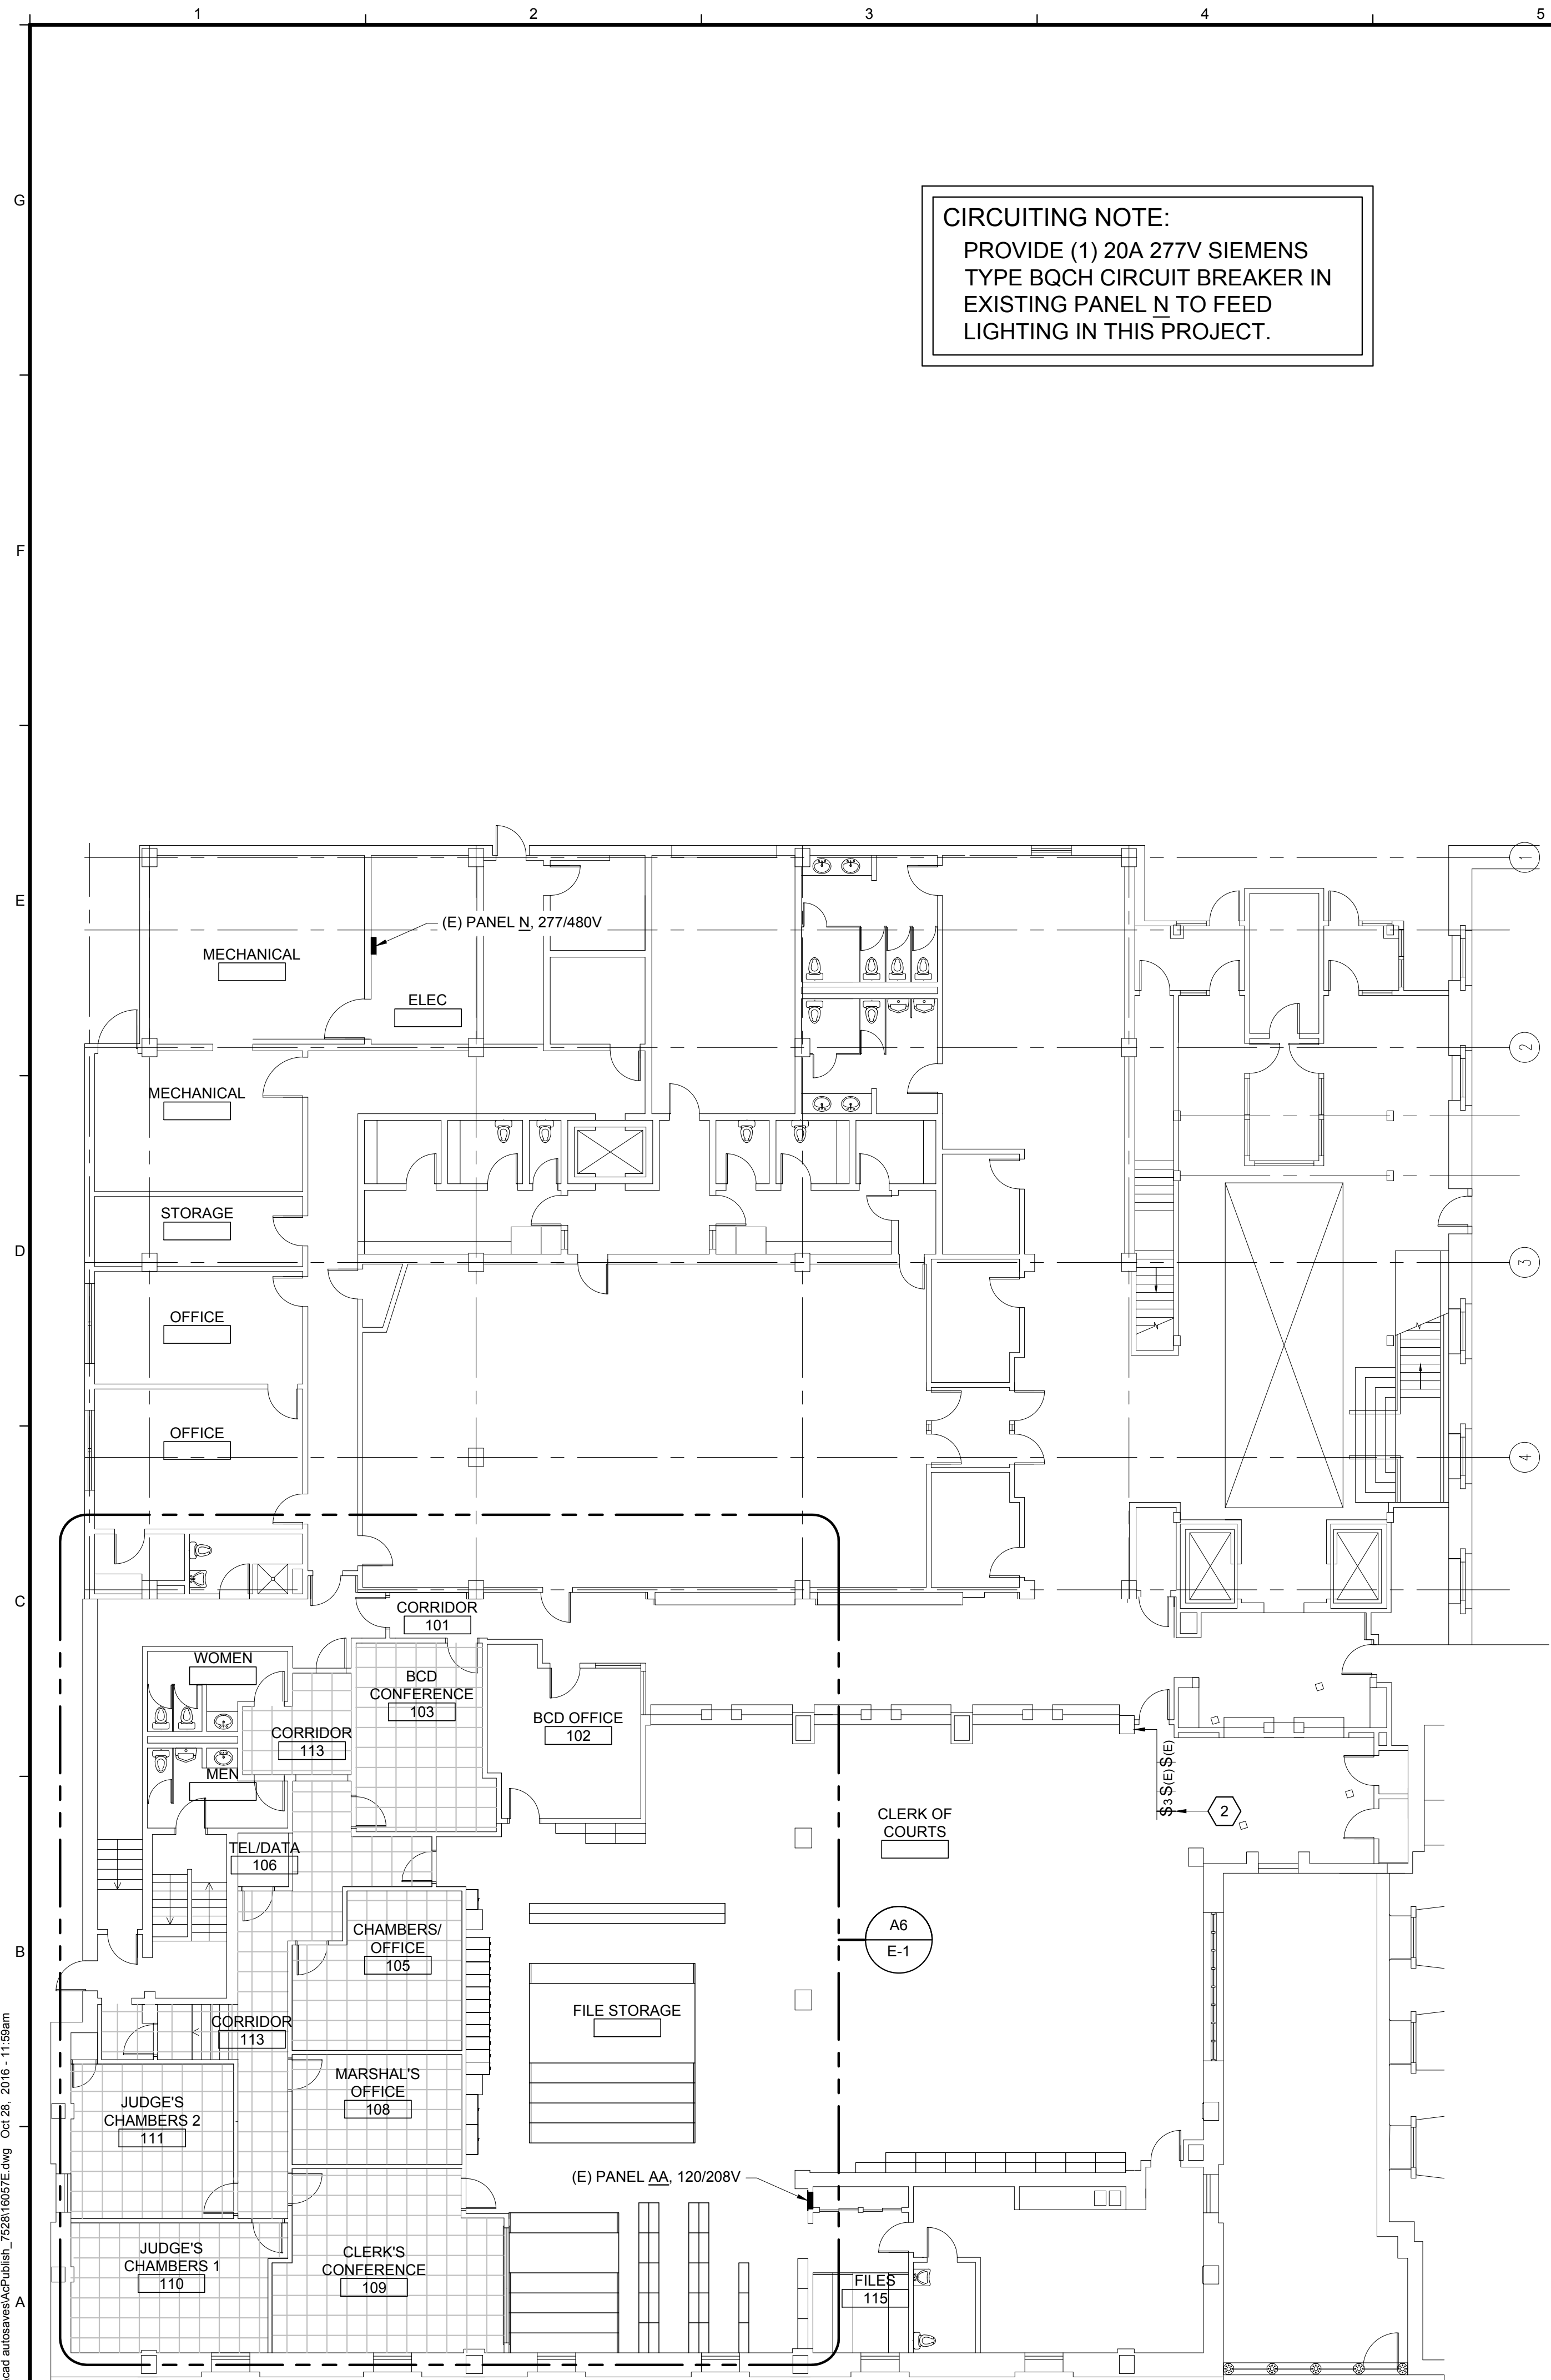 1 2 3 4 5
G
CIRCUITING NOTE:
PROVIDE (1) 20A 277V SIEMENS
TYPE BQCH CIRCUIT BREAKER IN
EXISTING PANEL N TO FEED
LIGHTING IN THIS PROJECT.
F
1
E
(E) PANEL N, 277/480V
MECHANICAL
ELEC
2
MECHANICAL
STORAGE
D
3
OFFICE
OFFICE
4
C
CORRIDOR
101
WOMEN
BCD
CONFERENCE
103
BCD OFFICE
102
CORRIDOR
113
MEN
$3$(E)$(E)
2
CLERK OF
COURTS
TEL/DATA
106
A6
E-1
CHAMBERS/
OFFICE
105
B
FILE STORAGE
CORRIDOR
113
MARSHAL'S
OFFICE
108
JUDGE'S
CHAMBERS 2
111
(E) PANEL AA, 120/208V
JUDGE'S
CHAMBERS 1
110
CLERK'S
CONFERENCE
109
FILES
115
A
autosaves\AcPublish_7528\16057E.dwg Oct 28, 2016 - 11:59am